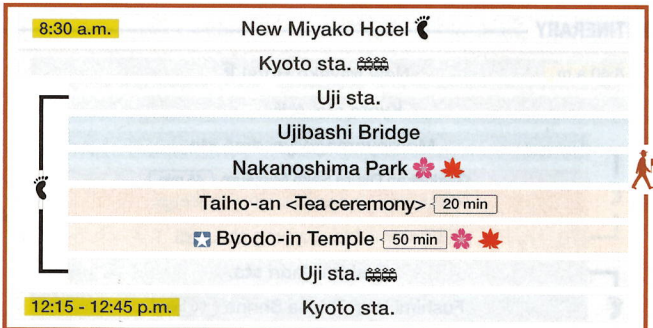 8:30 a.m. New Miyako Hotel
Kyoto sta.
Uji sta.
Ujibashi Bridge
Nakanoshima Park
Taiho-an <Tea ceremony> 20 min
Byodo-in Temple 50 min
Uji sta.
12:15 - 12:45 p.m. Kyoto sta.
ITINERARY